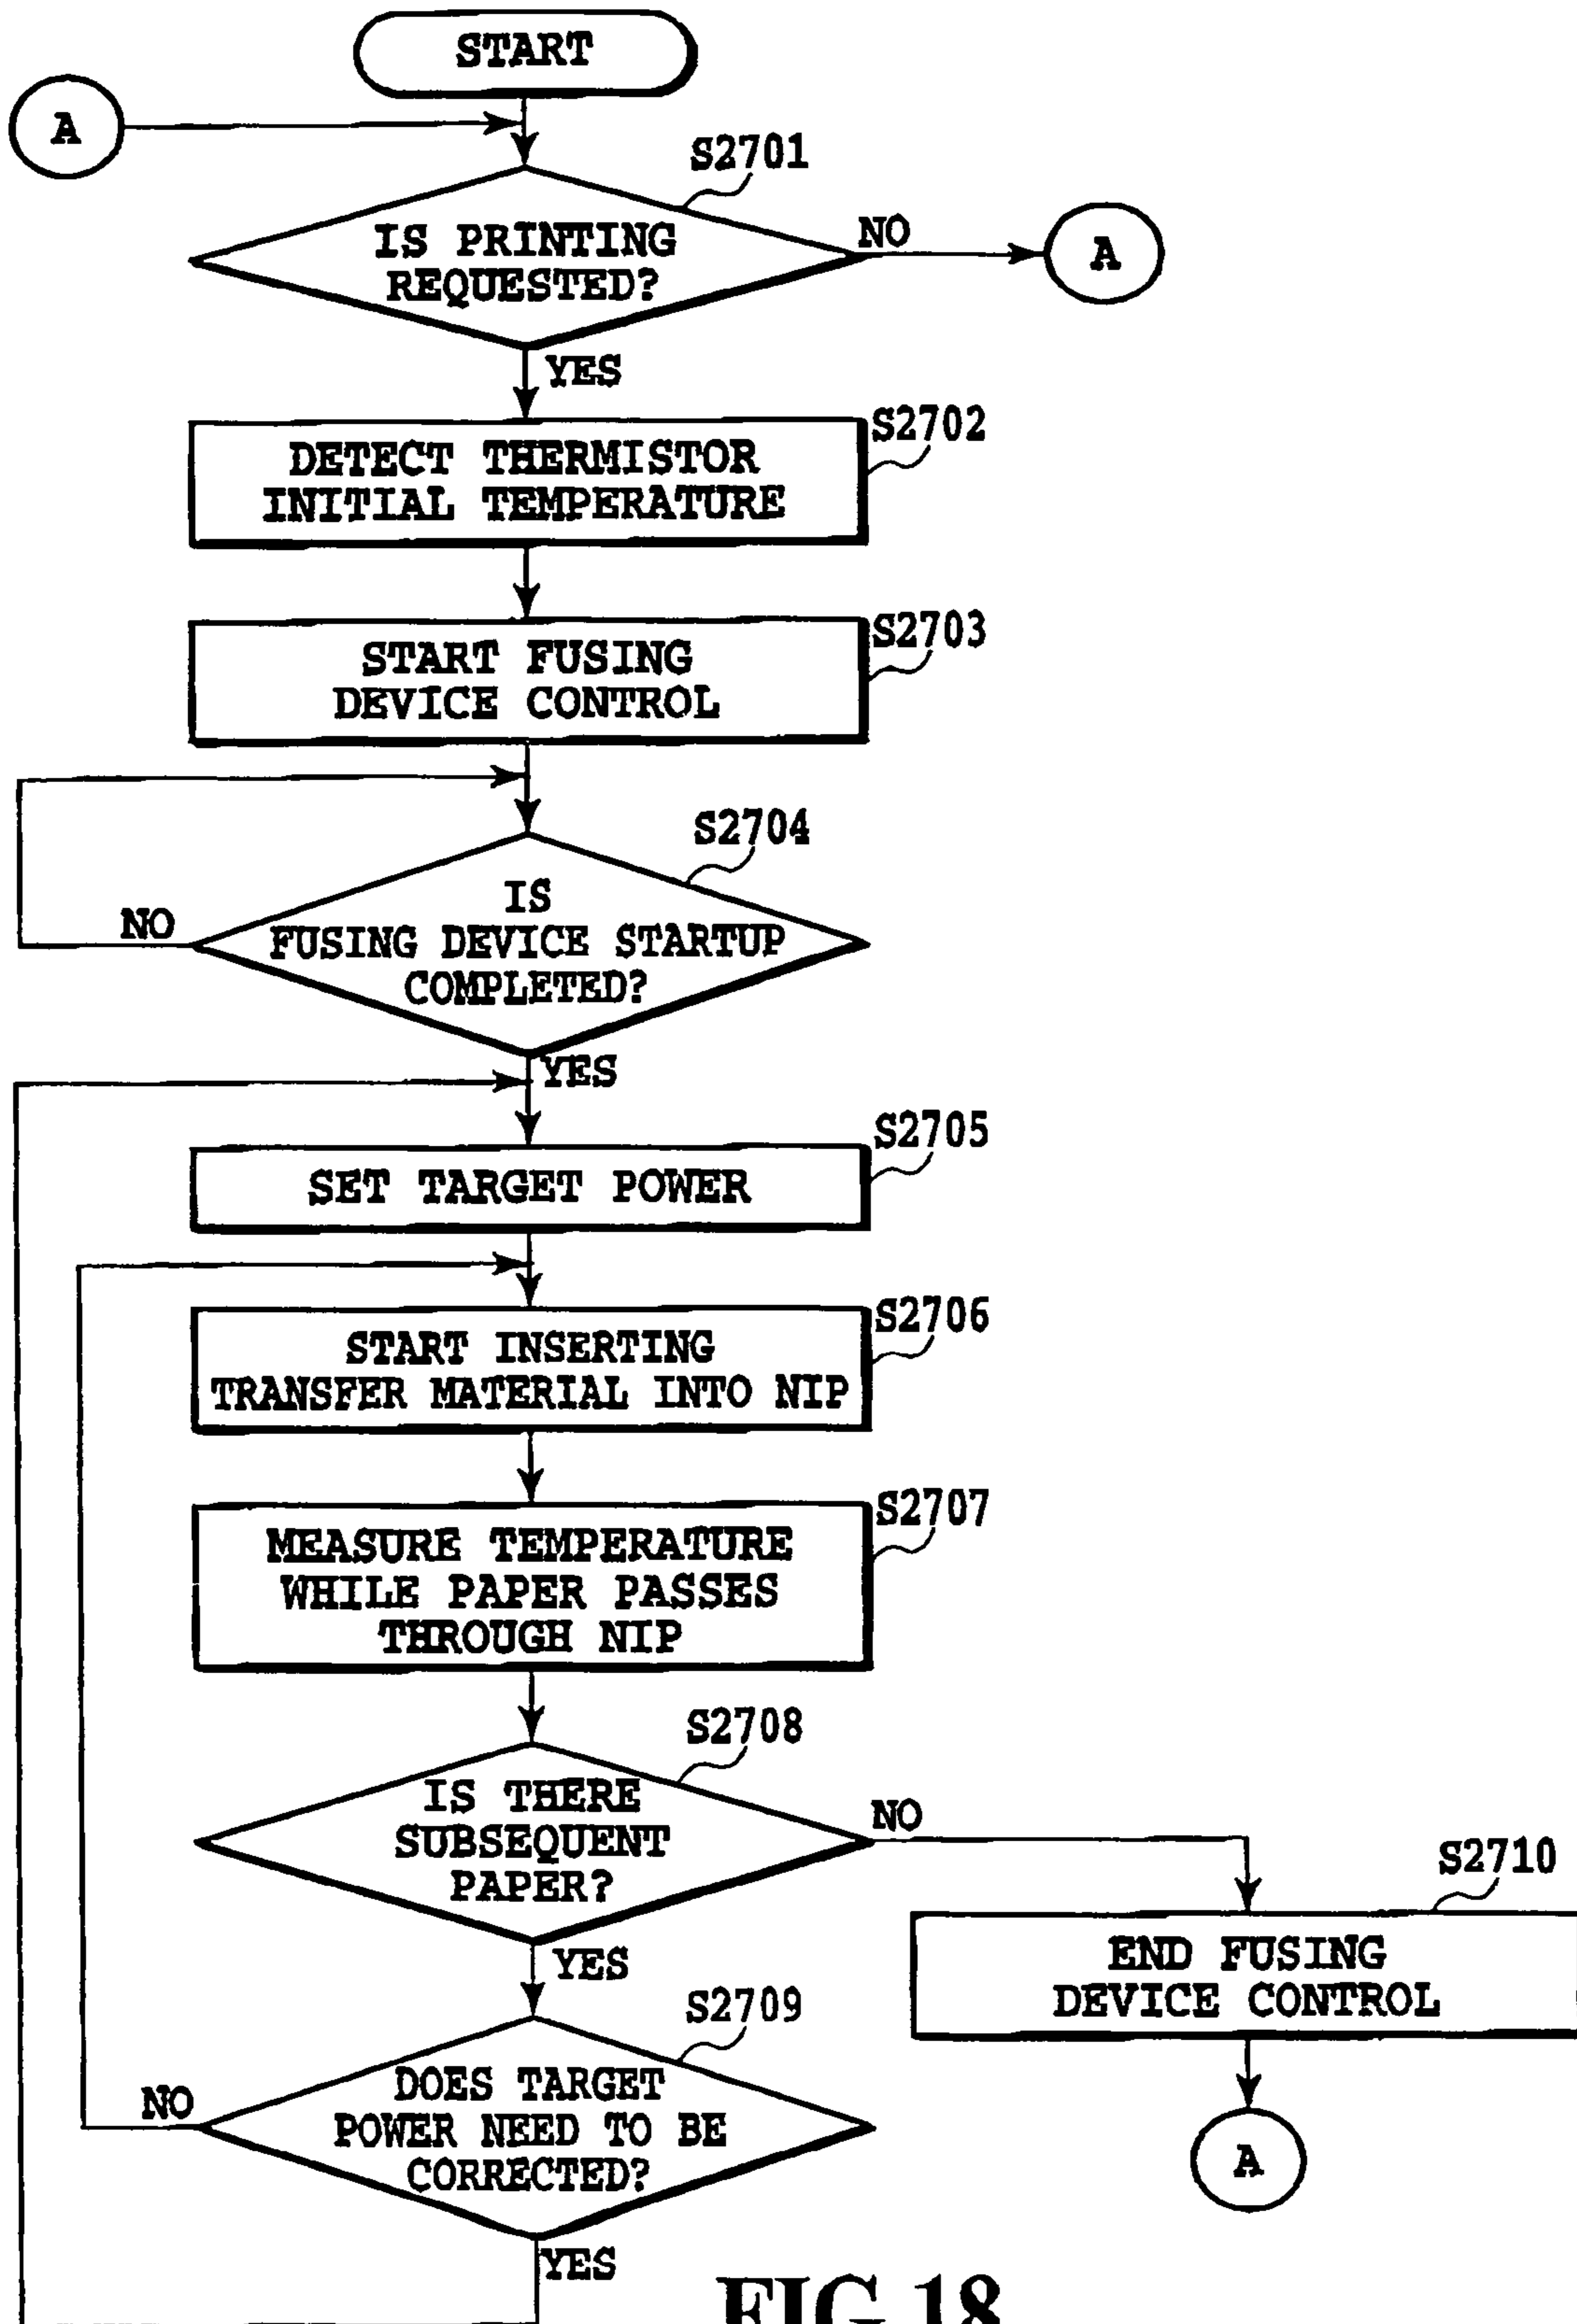 START
A
S2701
IS PRINTING
REQUESTED?
NO
A
YES
S2702
DETECT THERMISTOR
INITIAL TEMPERATURE
S2703
START FUSING
DEVICE CONTROL
S2704
IS
FUSING DEVICE STARTUP
COMPLETED?
NO
YES
S2705
SET TARGET POWER
S2706
START INSERTING
TRANSFER MATERIAL INTO NIP
S2707
MEASURE TEMPERATURE
WHILE PAPER PASSES
THROUGH NIP
S2708
IS THERE
SUBSEQUENT
PAPER?
NO
S2710
END FUSING
DEVICE CONTROL
A
YES
S2709
DOES TARGET
POWER NEED TO BE
CORRECTED?
NO
YES
FIG.18